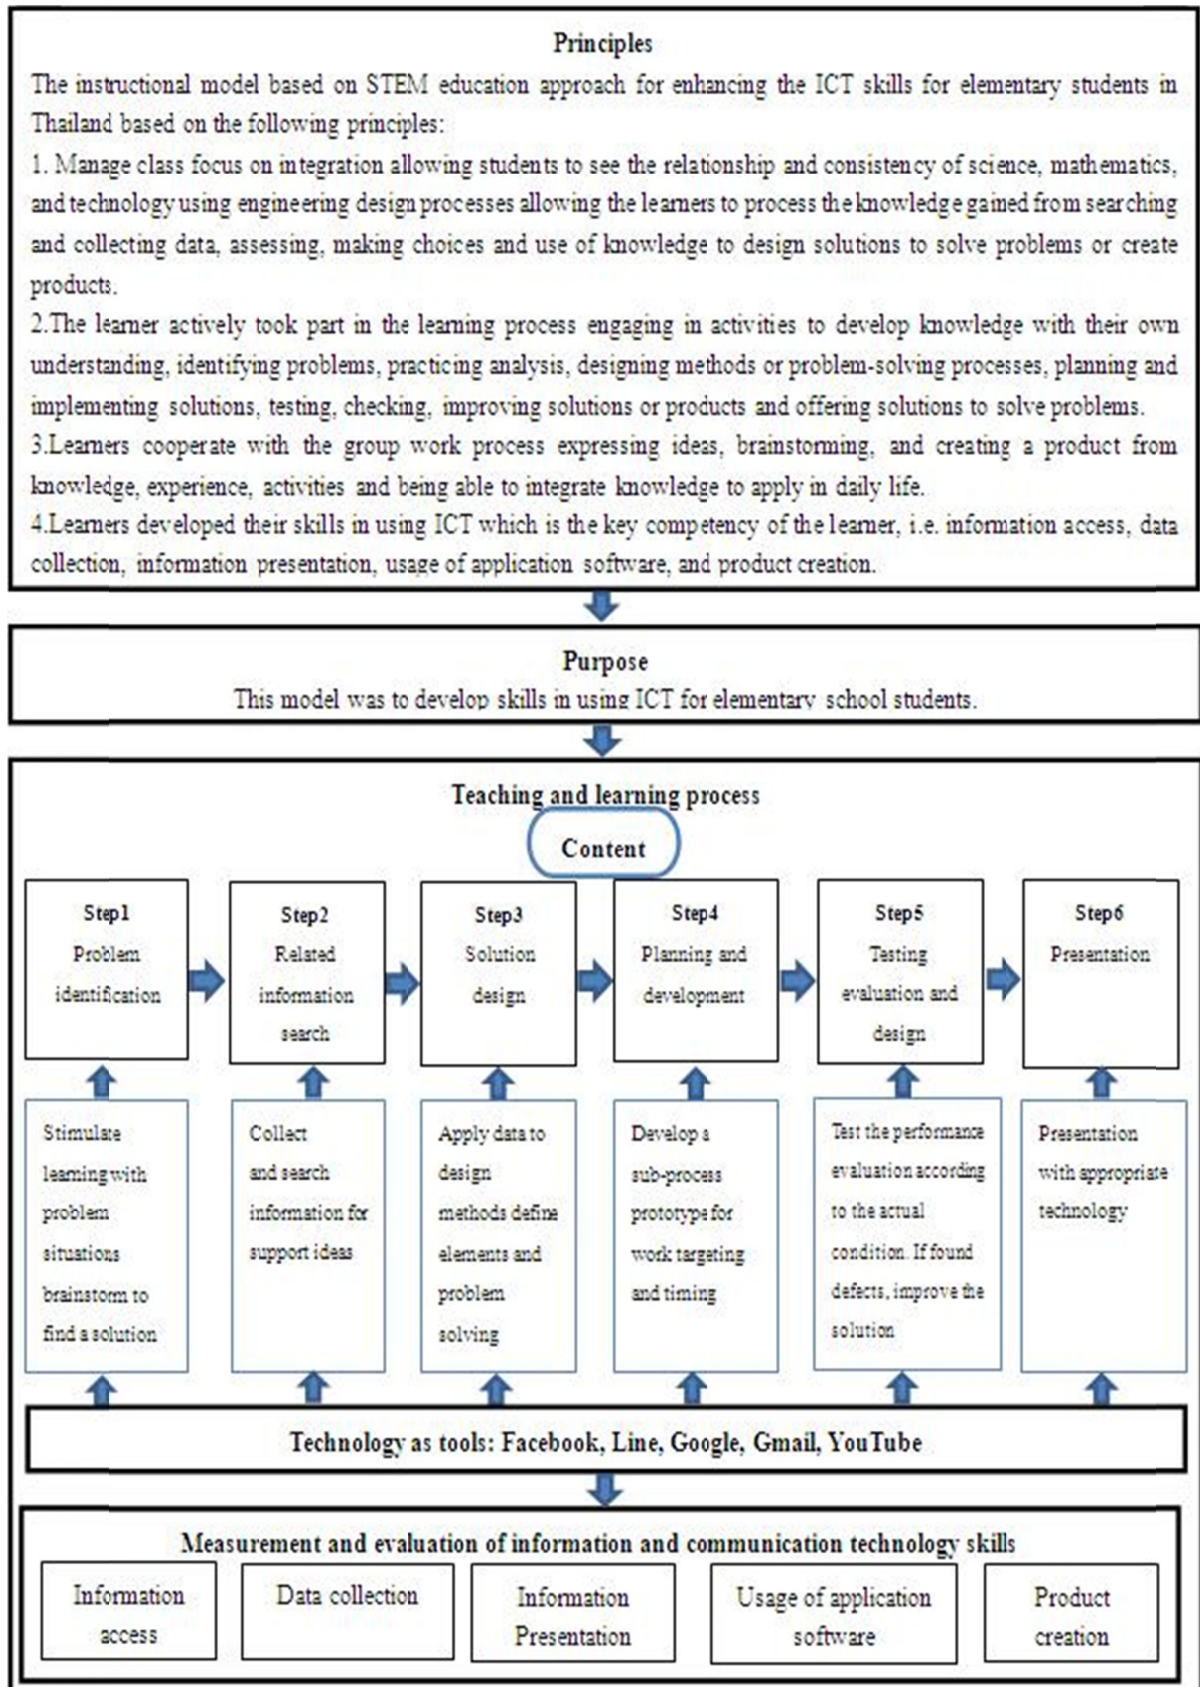 Principles
The instructional model based on STEM education approach for enhancing the ICT skills for elementary students in
Thailand based on the following principles:
1. Manage class focus on integration allowing students to see the relationship and consistency of science, mathematics,
and technology using engineering design processes allowing the learners to process the knowledge gained from searching
and collecting data, assessing, making choices and use of knowledge to design solutions to solve problems or create
products.
2.The learner actively took part in the learning process engaging in activities to develop knowledge with their own
understanding, identifying problems, practicing analysis, designing methods or problem-solving processes, planning and
implementing solutions, testing, checking, improving solutions or products and offering solutions to solve problems.
3.Learners cooperate with the group work process expressing ideas, brainstorming, and creating a product from
knowledge, experience, activities and being able to integrate knowledge to apply in daily life.
4.Learners developed their skills in using ICT which is the key competency of the learner, i.e. information access, data
collection, information presentation, usage of application software, and product creation.
Purpose
This model was to develop skills in using ICT for elementary school students.
Teaching and learning process
Content
Step1
Problem
identification
Step2
Related
information
search
Step3
Solution
design
Step4
Planning and
development
Step5
Testing
evaluation and
design
Step6
Presentation
Stimulate
learning with
problem
situations
brainstorm to
find a solution
Collect
and search
information for
support ideas
Apply data to
design
methods define
elements and
problem
solving
Develop a
sub-process
prototype for
work targeting
and timing
Test the performance
evaluation according
to the actual
condition. If found
defects, improve the
solution
Presentation
with appropriate
technology
Technology as tools: Facebook, Line, Google, Gmail, YouTube
Measurement and evaluation of information and communication technology skills
Information
access
Data collection
Information
Presentation
Usage of application
software
Product
creation